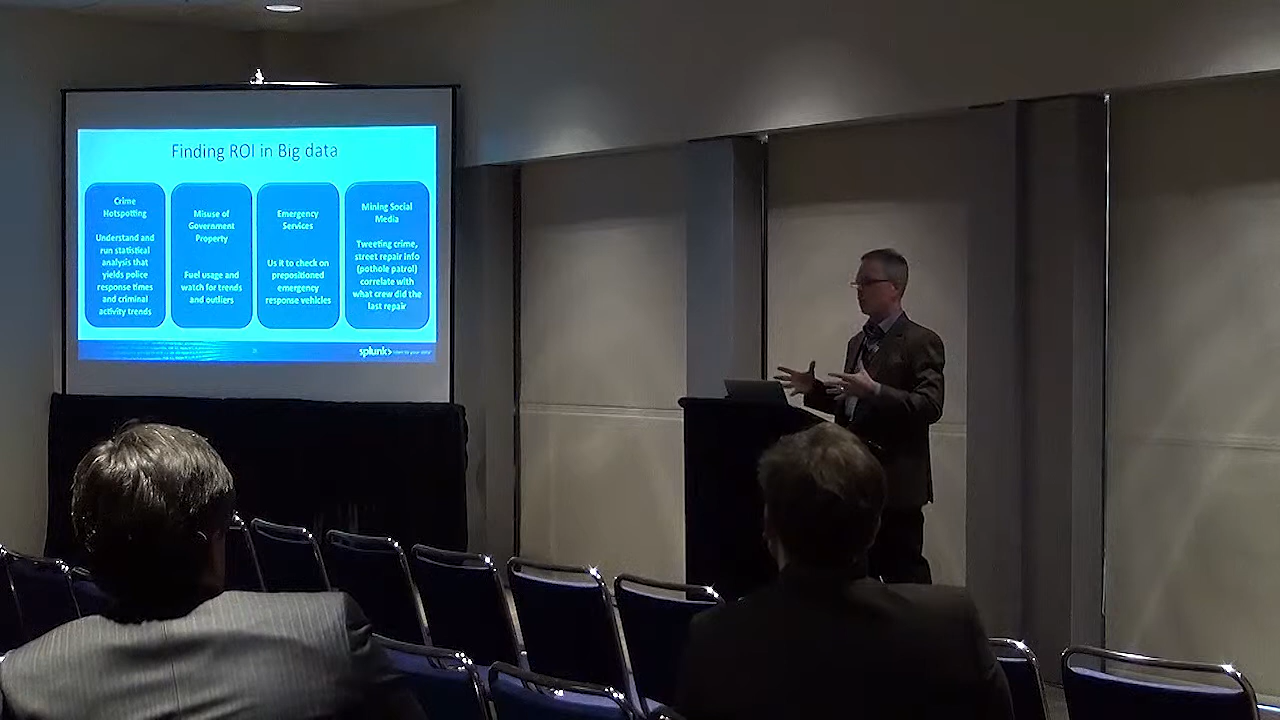 Finding ROI in Big data
Crime
Hotspotting
Understand and
run statistical
analysis that
yields police
response times
and criminal
activity trends
Misuse of
Government
Property
Fuel usage and
watch for trends
and outliers
Emergency
Services
Us it to check on
prepositioned
emergency
response vehicles
Mining Social
Media
Tweeting crime,
street repair info
(pothole patrol)
correlate with
what crew did the
last repair
splunk>